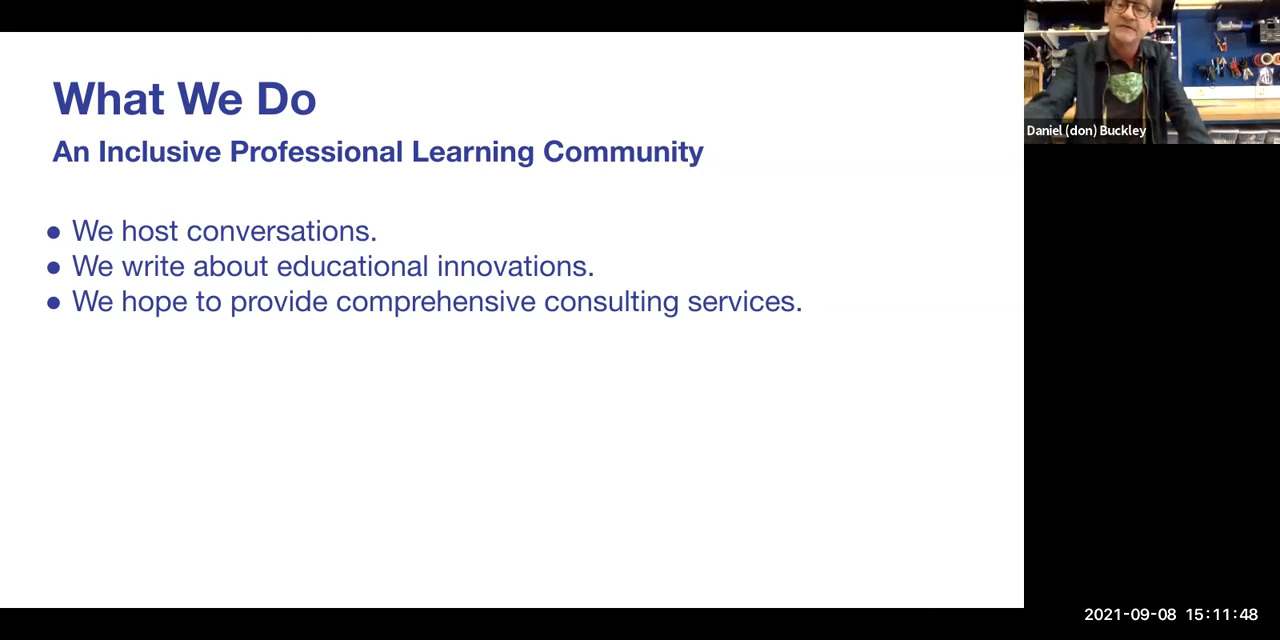 What We Do
An Inclusive Professional Learning Community
● We host conversations.
● We write about educational innovations.
● We hope to provide comprehensive consulting services.
Daniel (don) Buckley
2021-09-08 15:11:48